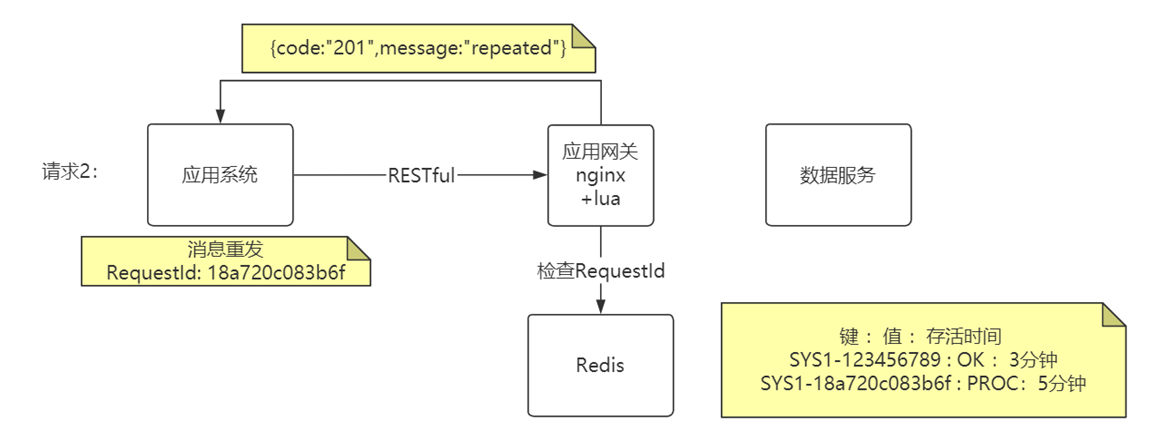 {code:"201",message:"repeated"}
请求2：
应用系统
RESTful
应用网关
nginx
+lua
数据服务
消息重发
RequestId: 18a720c083b6f
检查RequestId
Redis
键 ：值 ：存活时间
SYS1-123456789 : OK ：3分钟
SYS1-18a720c083b6f : PROC：5分钟